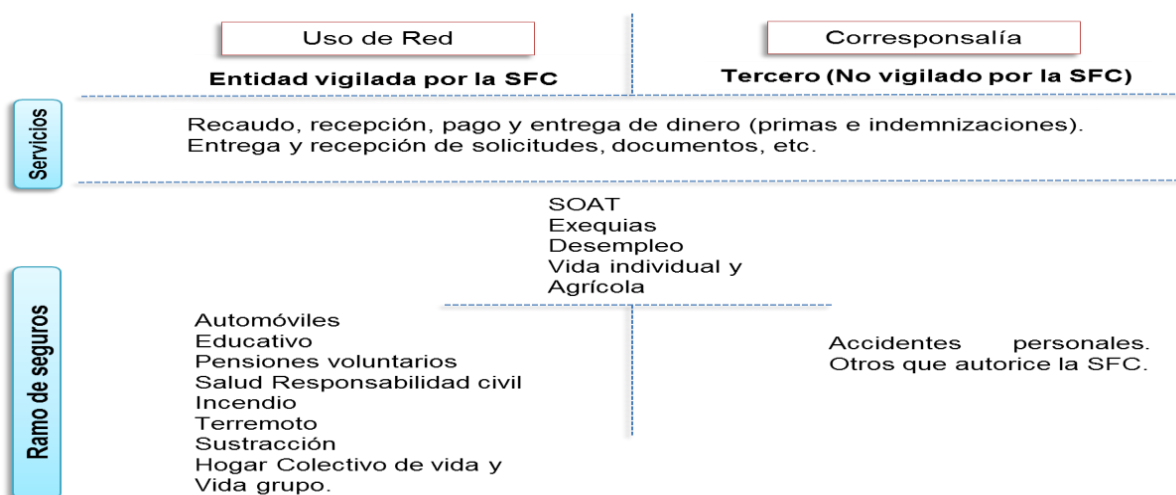 Uso de Red
Corresponsalía
Entidad vigilada por la SFC
Tercero (No vigilado por la SFC)
Servicios
Recaudo, recepción, pago y entrega de dinero (primas e indemnizaciones).
Entrega y recepción de solicitudes, documentos, etc.
SOAT
Exequias
Desempleo
Vida individual y
Agrícola
Ramo de seguros
Automóviles
Educativo
Pensiones voluntarios
Salud Responsabilidad civil
Incendio
Terremoto
Sustracción
Hogar Colectivo de vida y
Vida grupo.
Accidentes personales.
Otros que autorice la SFC.